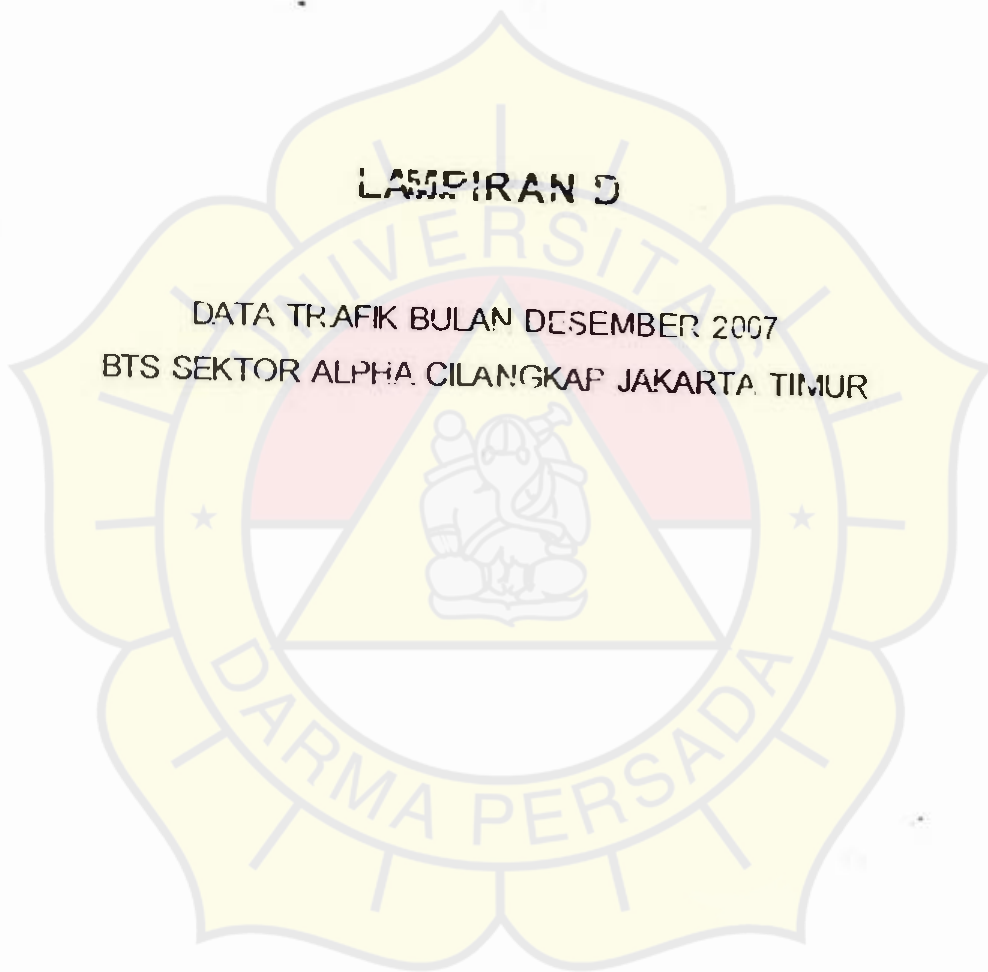 LAMPIRAN D
UNIVERSITAS
DATA TRAFIK BULAN DESEMBER 2007
BTS SEKTOR ALPHA CILANGKAP JAKARTA TIMUR
DARMA PERSADA